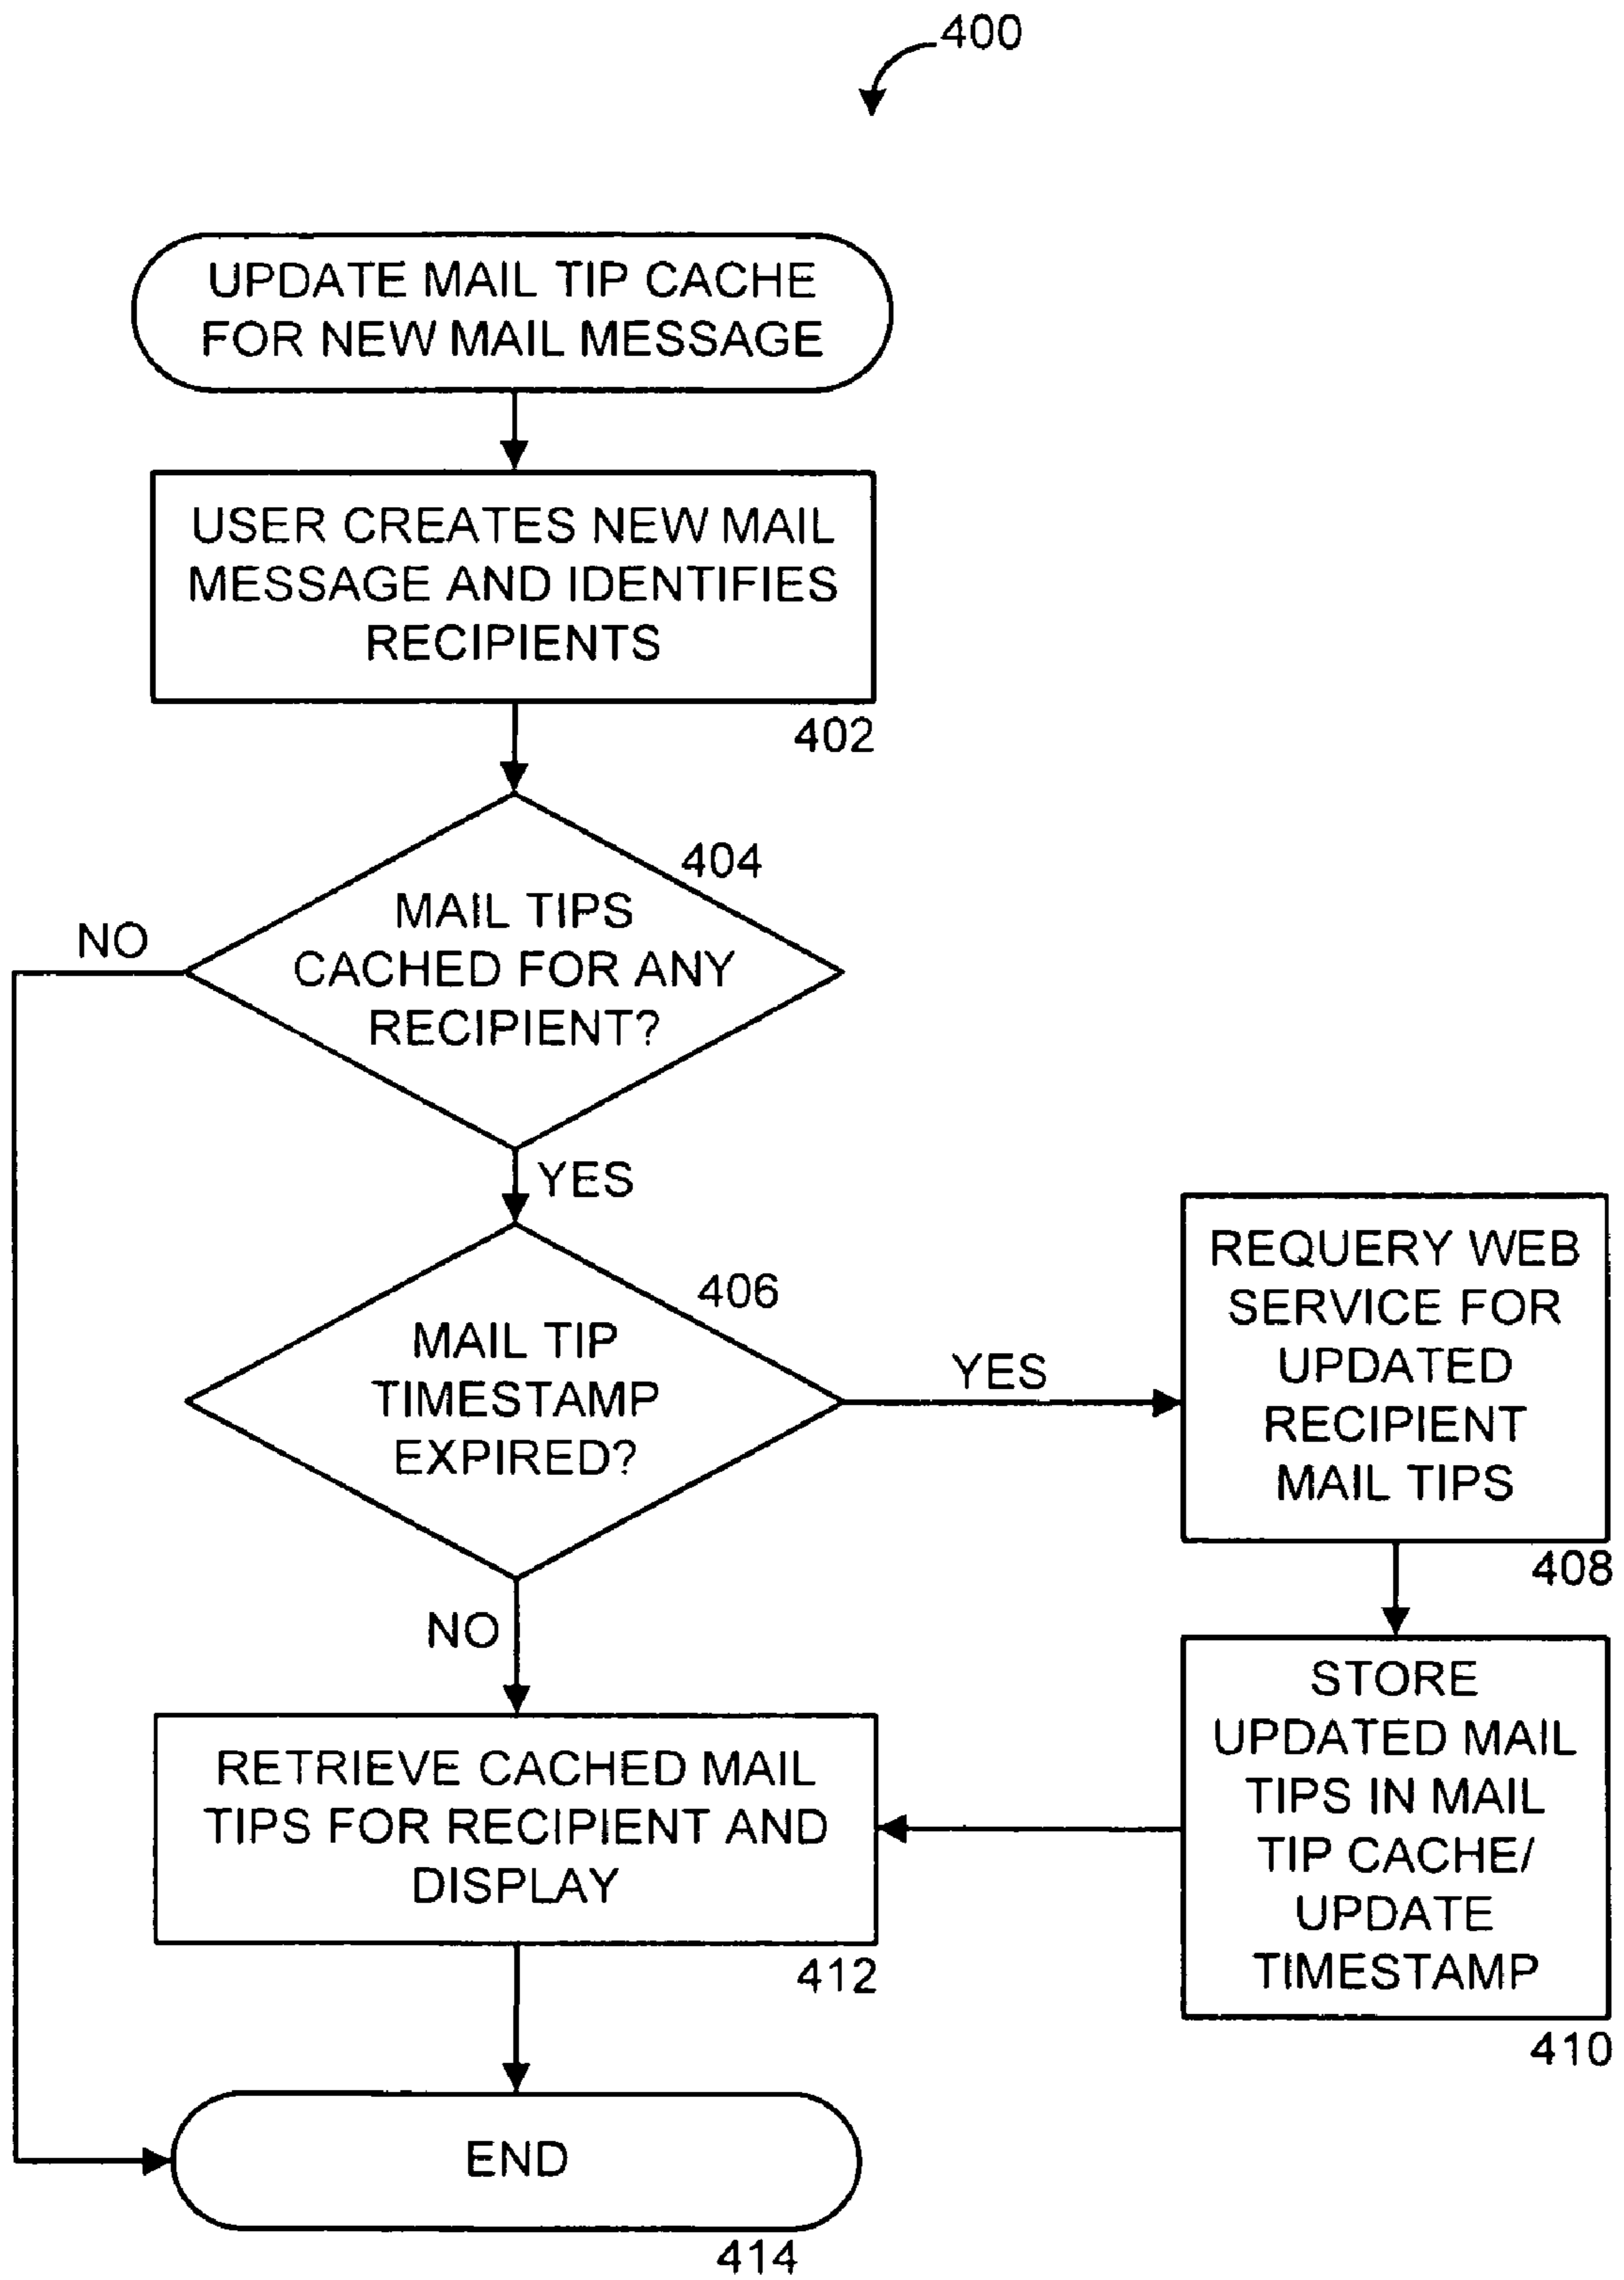 400
UPDATE MAIL TIP CACHE
FOR NEW MAIL MESSAGE
USER CREATES NEW MAIL
MESSAGE AND IDENTIFIES
RECIPIENTS
402
404
MAIL TIPS
CACHED FOR ANY
RECIPIENT?
NO
YES
406
MAIL TIP
TIMESTAMP
EXPIRED?
YES
NO
REQUERY WEB
SERVICE FOR
UPDATED
RECIPIENT
MAIL TIPS
408
STORE
UPDATED MAIL
TIPS IN MAIL
TIP CACHE/
UPDATE
TIMESTAMP
410
RETRIEVE CACHED MAIL
TIPS FOR RECIPIENT AND
DISPLAY
412
END
414